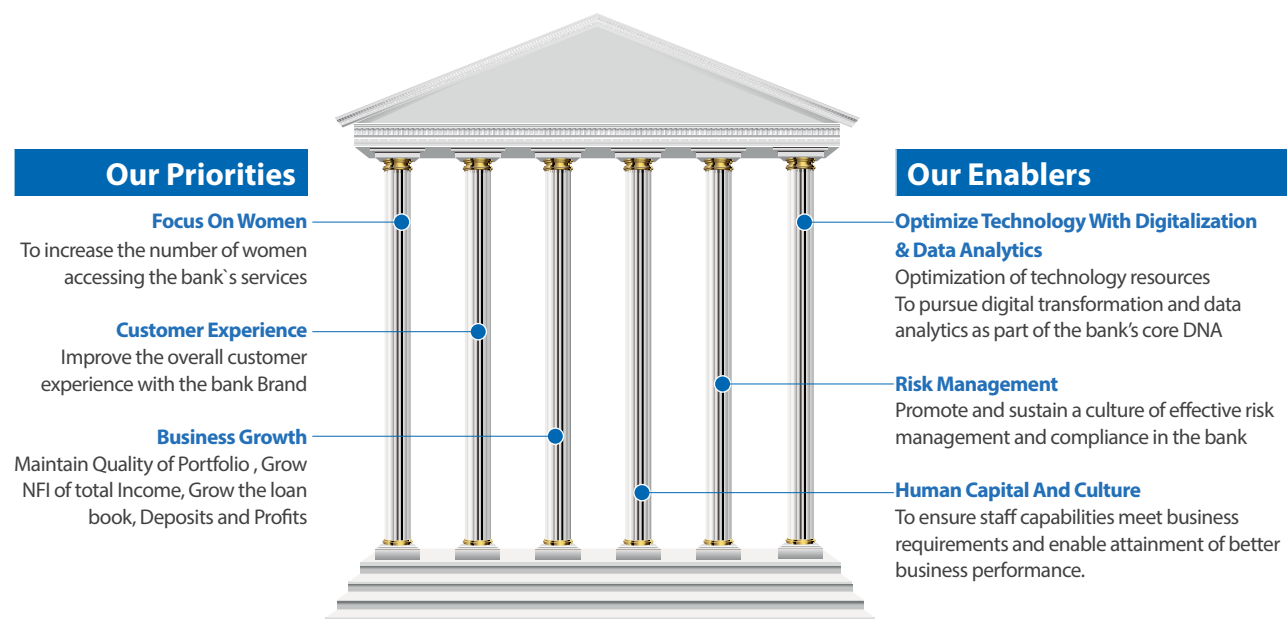 Our Priorities
Focus On Women
To increase the number of women
accessing the bank`s services
Customer Experience
Improve the overall customer
experience with the bank Brand
Business Growth
Maintain Quality of Portfolio , Grow
NFI of total Income, Grow the loan
book, Deposits and Profits
Our Enablers
Optimize Technology With Digitalization
& Data Analytics
Optimization of technology resources
To pursue digital transformation and data
analytics as part of the bank’s core DNA
Risk Management
Promote and sustain a culture of effective risk
management and compliance in the bank
Human Capital And Culture
To ensure staff capabilities meet business
requirements and enable attainment of better
business performance.